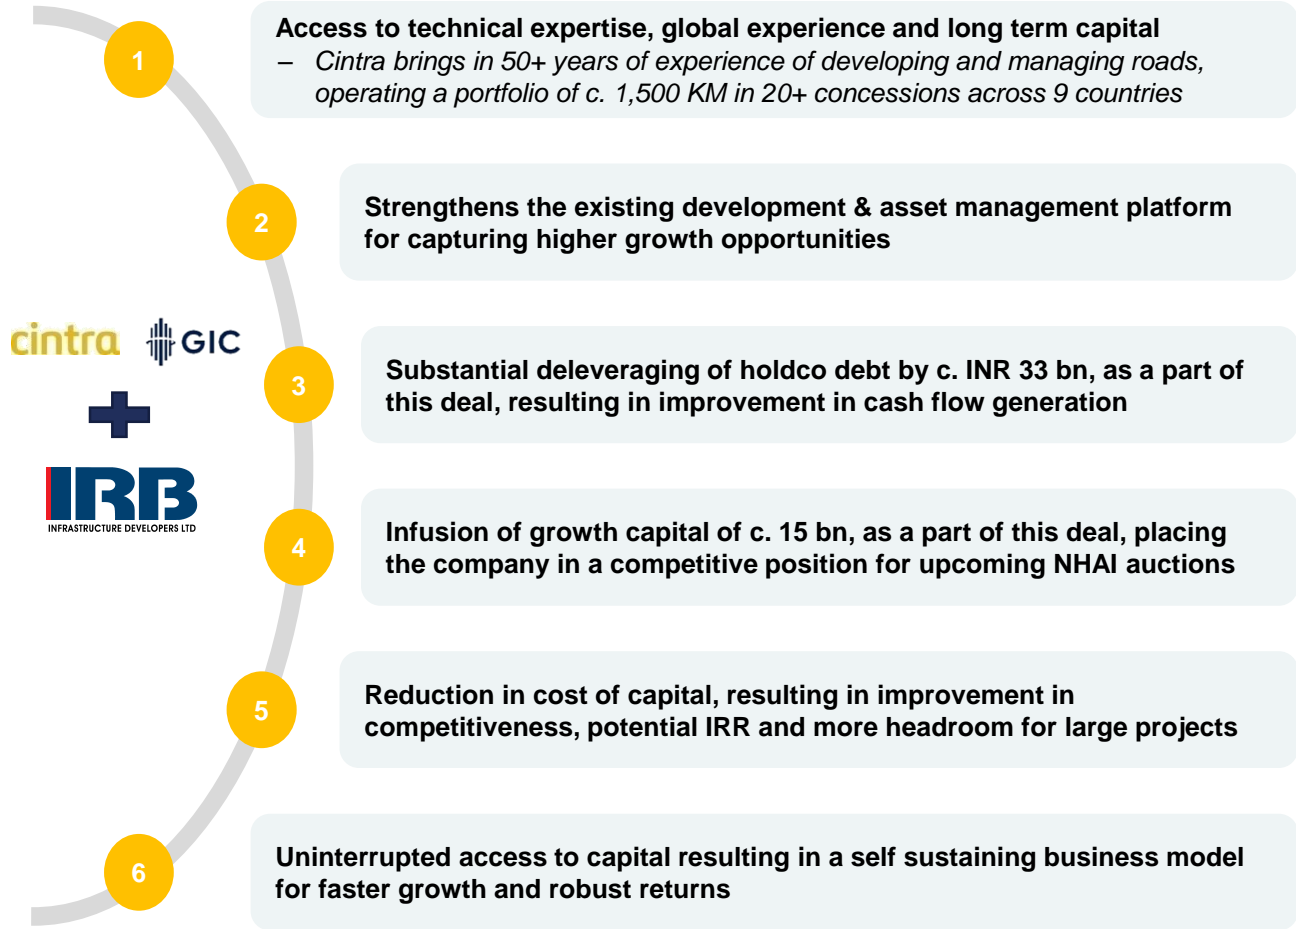 1
Access to technical expertise, global experience and long term capital
– Cintra brings in 50+ years of experience of developing and managing roads,
operating a portfolio of c. 1,500 KM in 20+ concessions across 9 countries
2
Strengthens the existing development & asset management platform
for capturing higher growth opportunities
cintra GIC
IRB
INFRASTRUCTURE DEVELOPERS LTD
3
Substantial deleveraging of holdco debt by c. INR 33 bn, as a part of
this deal, resulting in improvement in cash flow generation
4
Infusion of growth capital of c. 15 bn, as a part of this deal, placing
the company in a competitive position for upcoming NHAI auctions
5
Reduction in cost of capital, resulting in improvement in
competitiveness, potential IRR and more headroom for large projects
6
Uninterrupted access to capital resulting in a self sustaining business model
for faster growth and robust returns